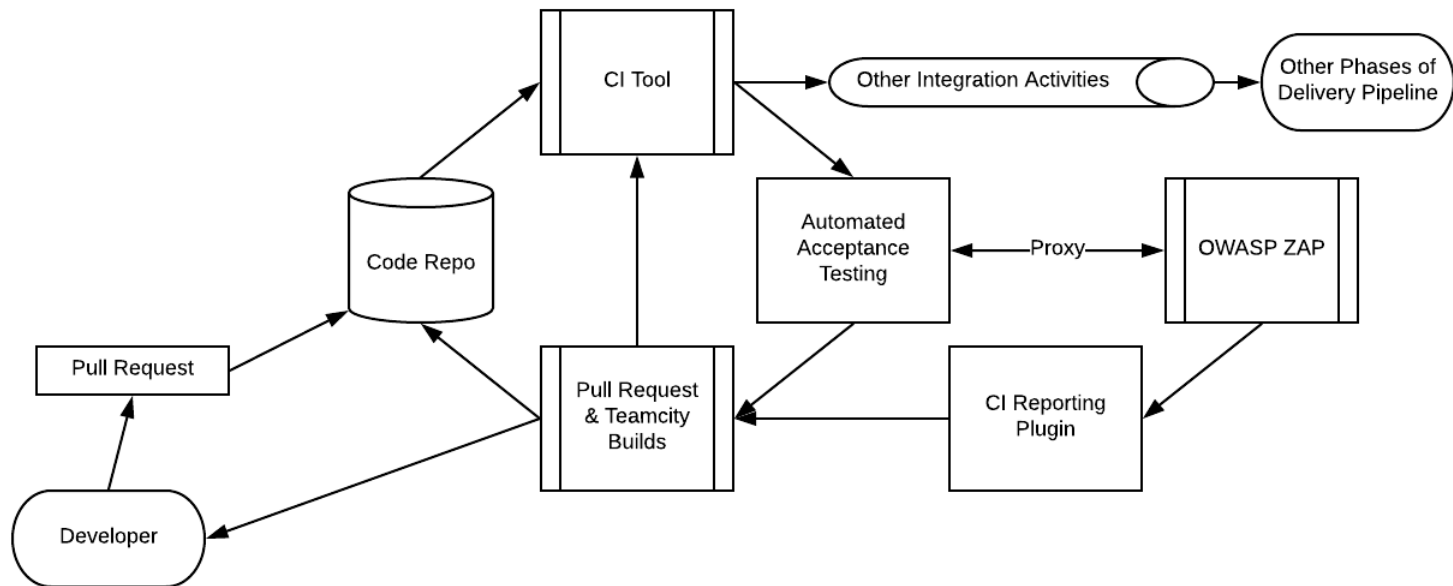 CI Tool
Other Integration Activities
Other Phases of
Delivery Pipeline
Code Repo
Automated
Acceptance
Testing
Proxy
OWASP ZAP
Pull Request
Pull Request
& Teamcity
Builds
CI Reporting
Plugin
Developer